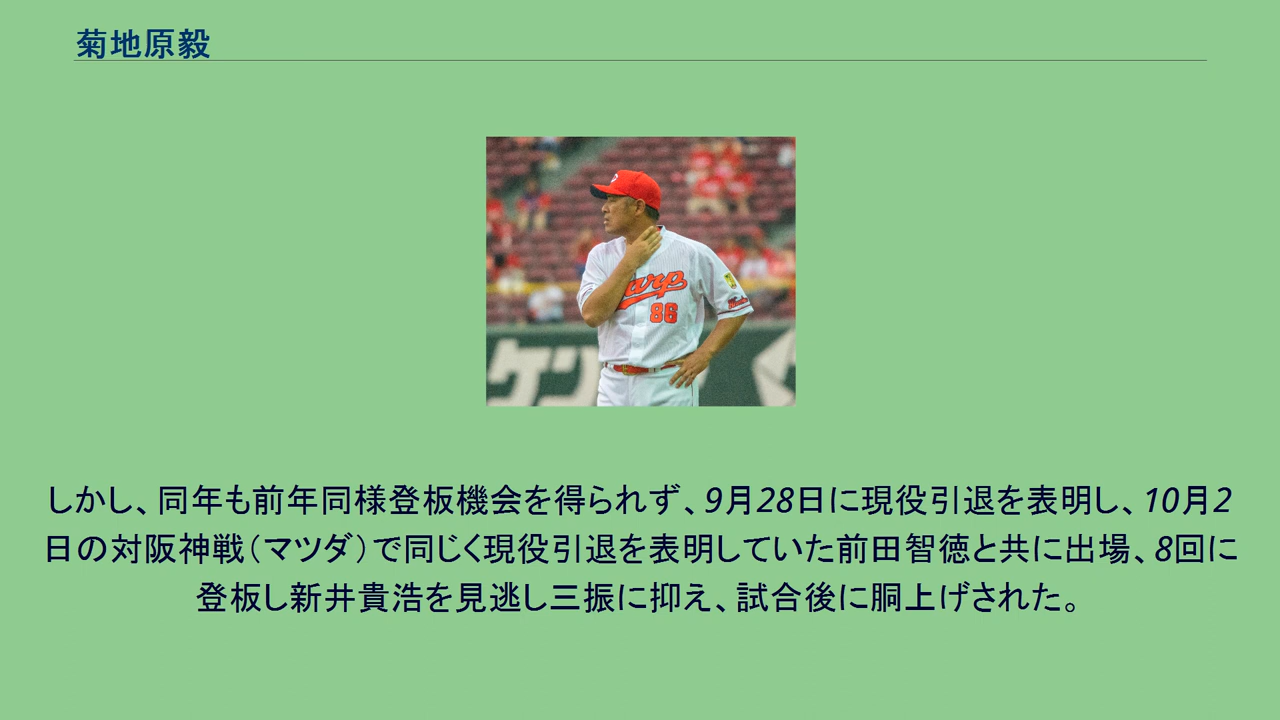 菊地原毅
arp
86
ケン
しかし、同年も前年同様登板機会を得られず、9月28日に現役引退を表明し、10月2
日の対阪神戦（マツダ）で同じく現役引退を表明していた前田智徳と共に出場、8回に
登板し新井貴浩を見逃し三振に抑え、試合後に胴上げされた。